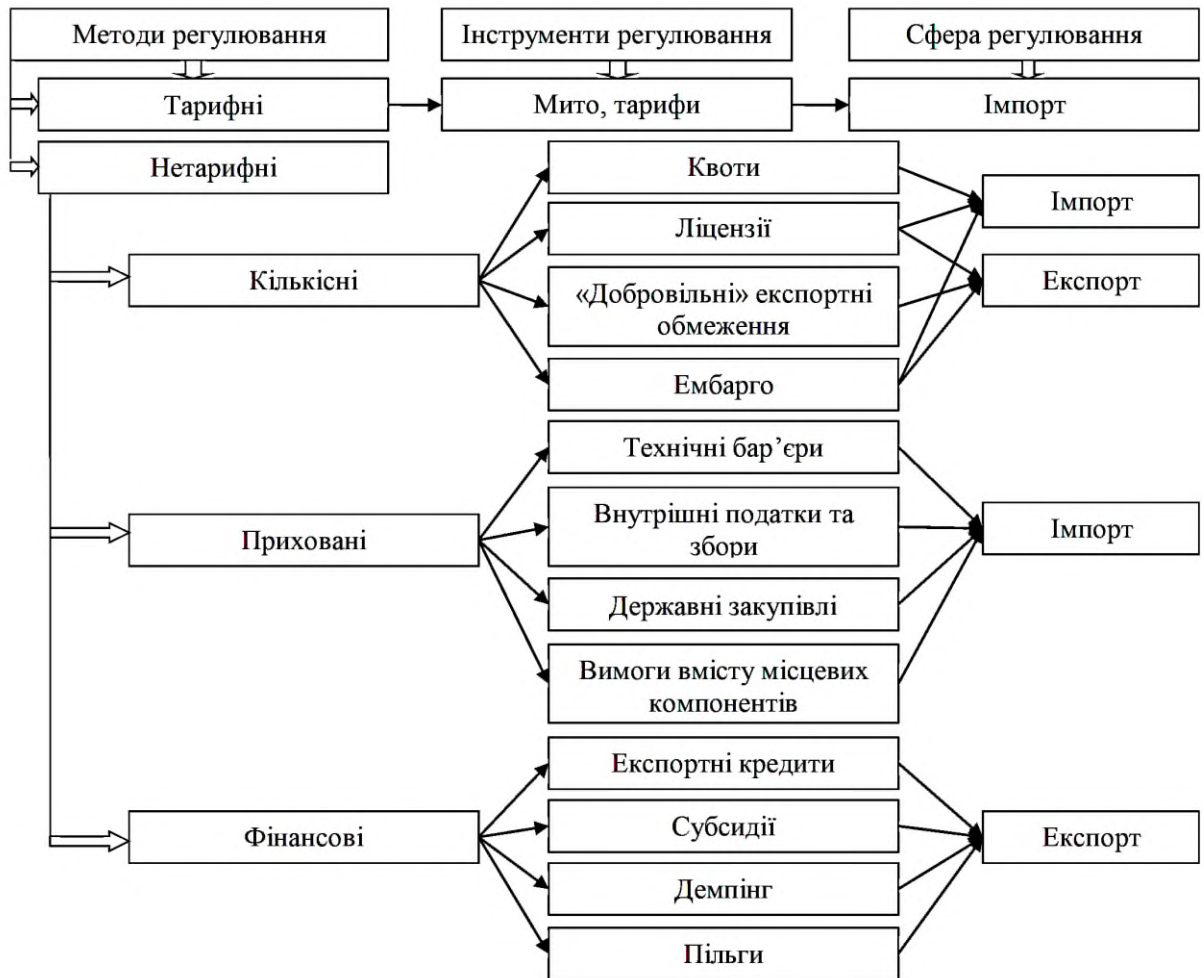 Методи регулювання
Інструменти регулювання
Сфера регулювання
Тарифні
Мито, тарифи
Імпорт
Нетарифні
Квоти
Імпорт
Ліцензії
Кількісні
Експорт
«Добровільні» експортні
обмеження
Ембарго
Технічні бар’єри
Приховані
Внутрішні податки та
збори
Імпорт
Державні закупівлі
Вимоги вмісту місцевих
компонентів
Експортні кредити
Фінансові
Субсидії
Експорт
Демпінг
Пільги